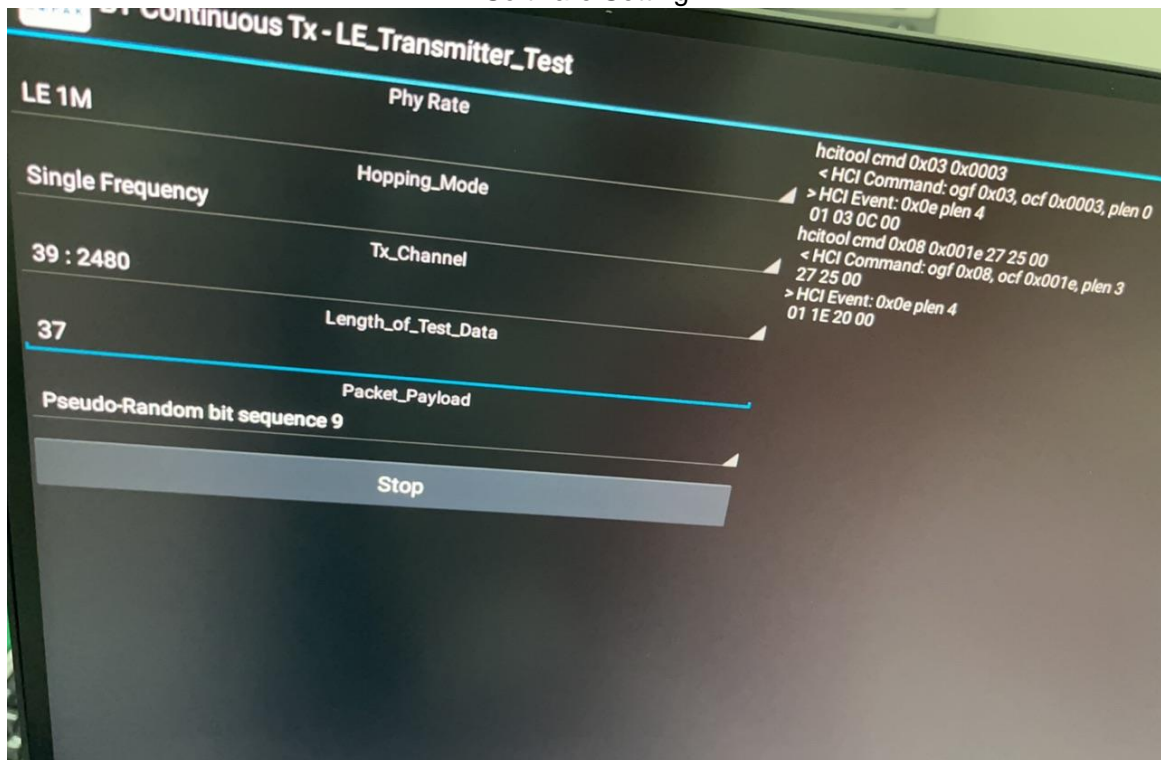 Continuous Tx - LE_Transmitter_Test
Phy Rate
LE 1M
Hopping_Mode
Single Frequency
Tx_Channel
39 : 2480
Length_of_Test_Data
37
Packet_Payload
Pseudo-Random bit sequence 9
Stop
hcitool cmd 0x03 0x0003
< HCI Command: ogf 0x03, ocf 0x0003, plen 0
> HCI Event: 0x0e plen 4
01 03 0C 00
hcitool cmd 0x08 0x001e 27 25 00
< HCI Command: ogf 0x08, ocf 0x001e, plen 3
27 25 00
> HCI Event: 0x0e plen 4
01 1E 20 00